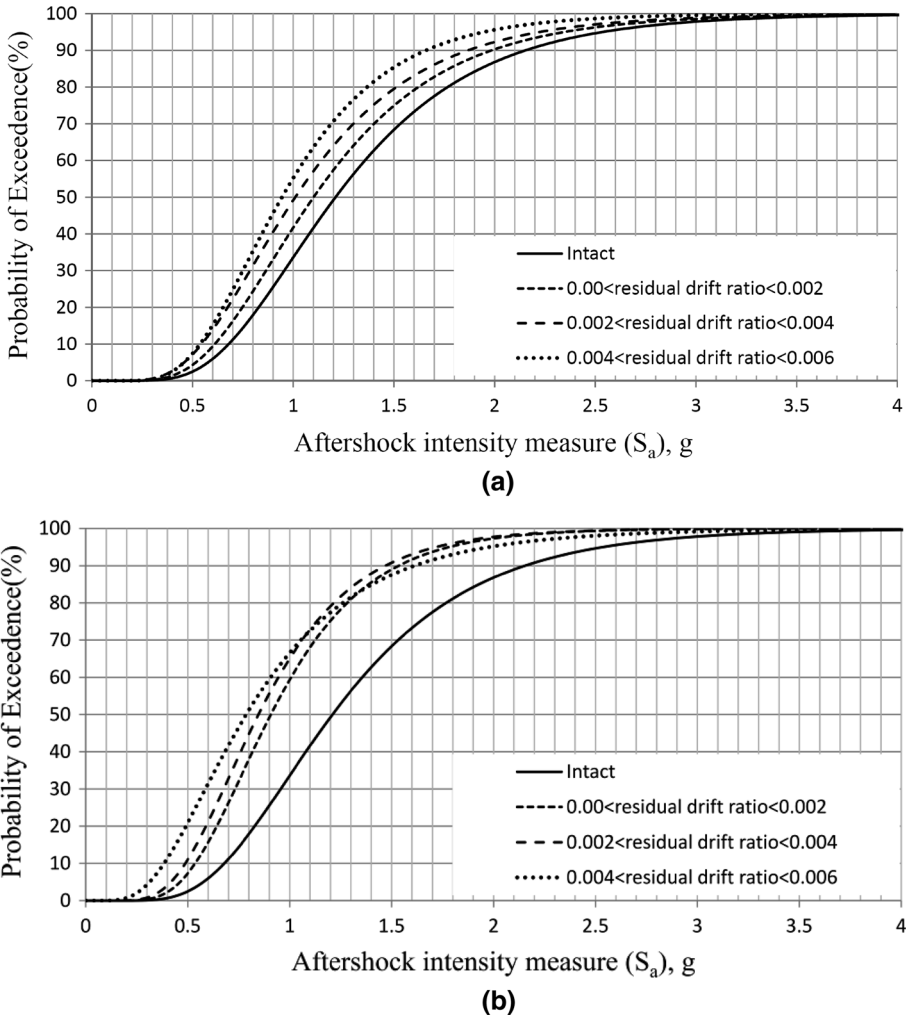 Probability of Exceedence(%)
100
90
80
70
60
50
40
30
20
10
0
Intact
0.00<residual drift ratio<0.002
0.002<residual drift ratio<0.004
0.004<residual drift ratio<0.006
0 0.5 1 1.5 2 2.5 3 3.5 4
Aftershock intensity measure (Sa), g
(a)
Probability of Exceedence(%)
100
90
80
70
60
50
40
30
20
10
0
Intact
0.00<residual drift ratio<0.002
0.002<residual drift ratio<0.004
0.004<residual drift ratio<0.006
0 0.5 1 1.5 2 2.5 3 3.5 4
Aftershock intensity measure (Sa), g
(b)